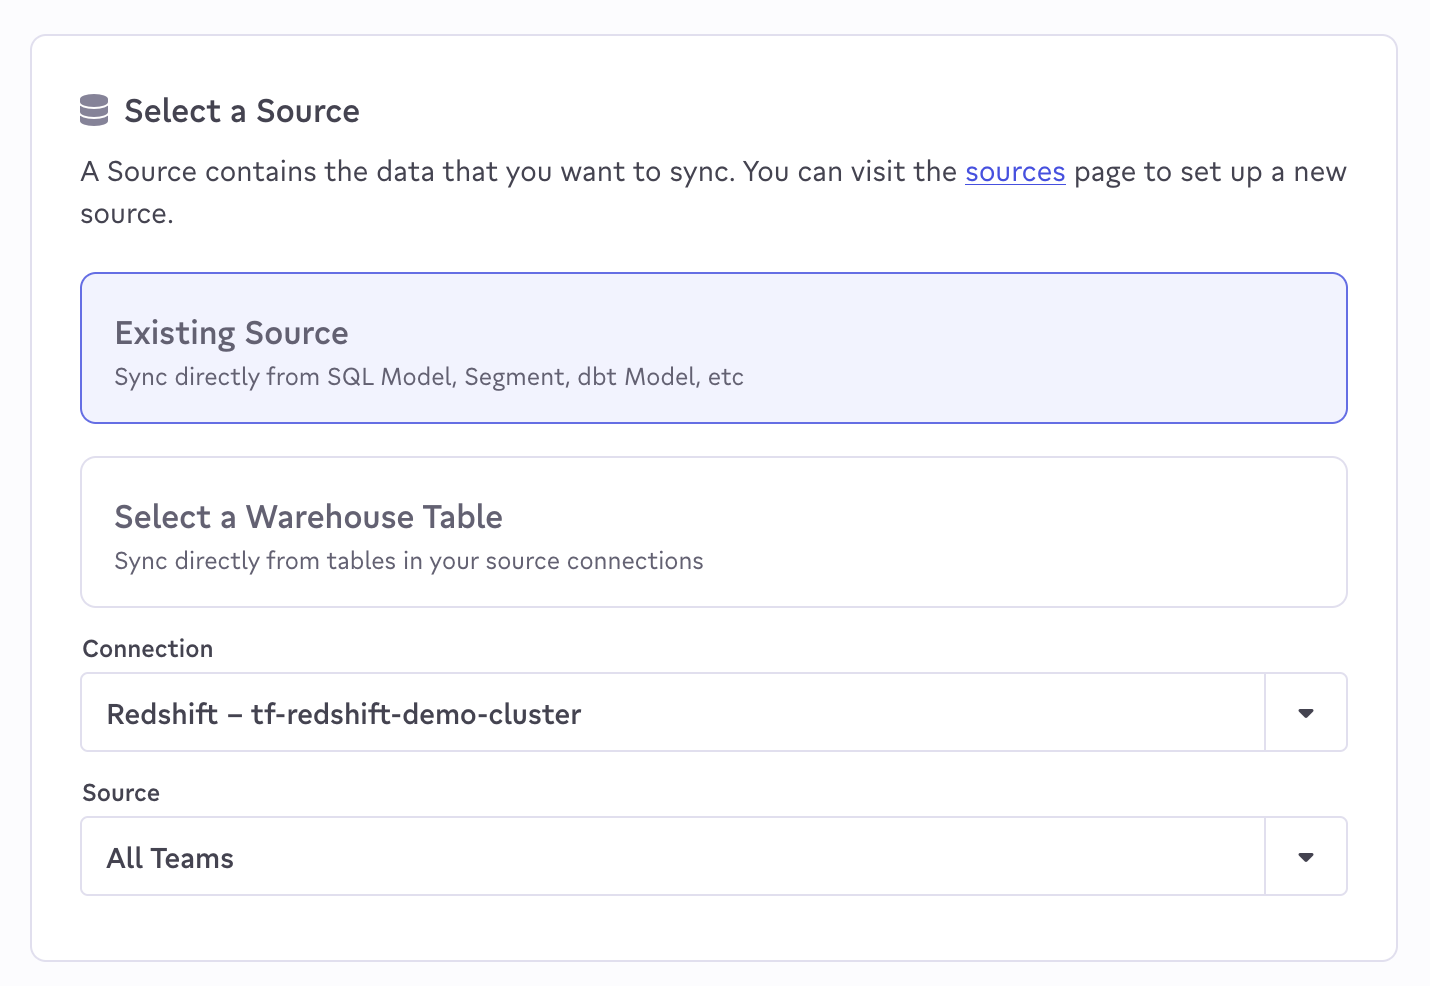 Select a Source
A Source contains the data that you want to sync. You can visit the sources page to set up a new
source.
Existing Source
Sync directly from SQL Model, Segment, dbt Model, etc
Select a Warehouse Table
Sync directly from tables in your source connections
Connection
Redshift – tf-redshift-demo-cluster
Source
All Teams